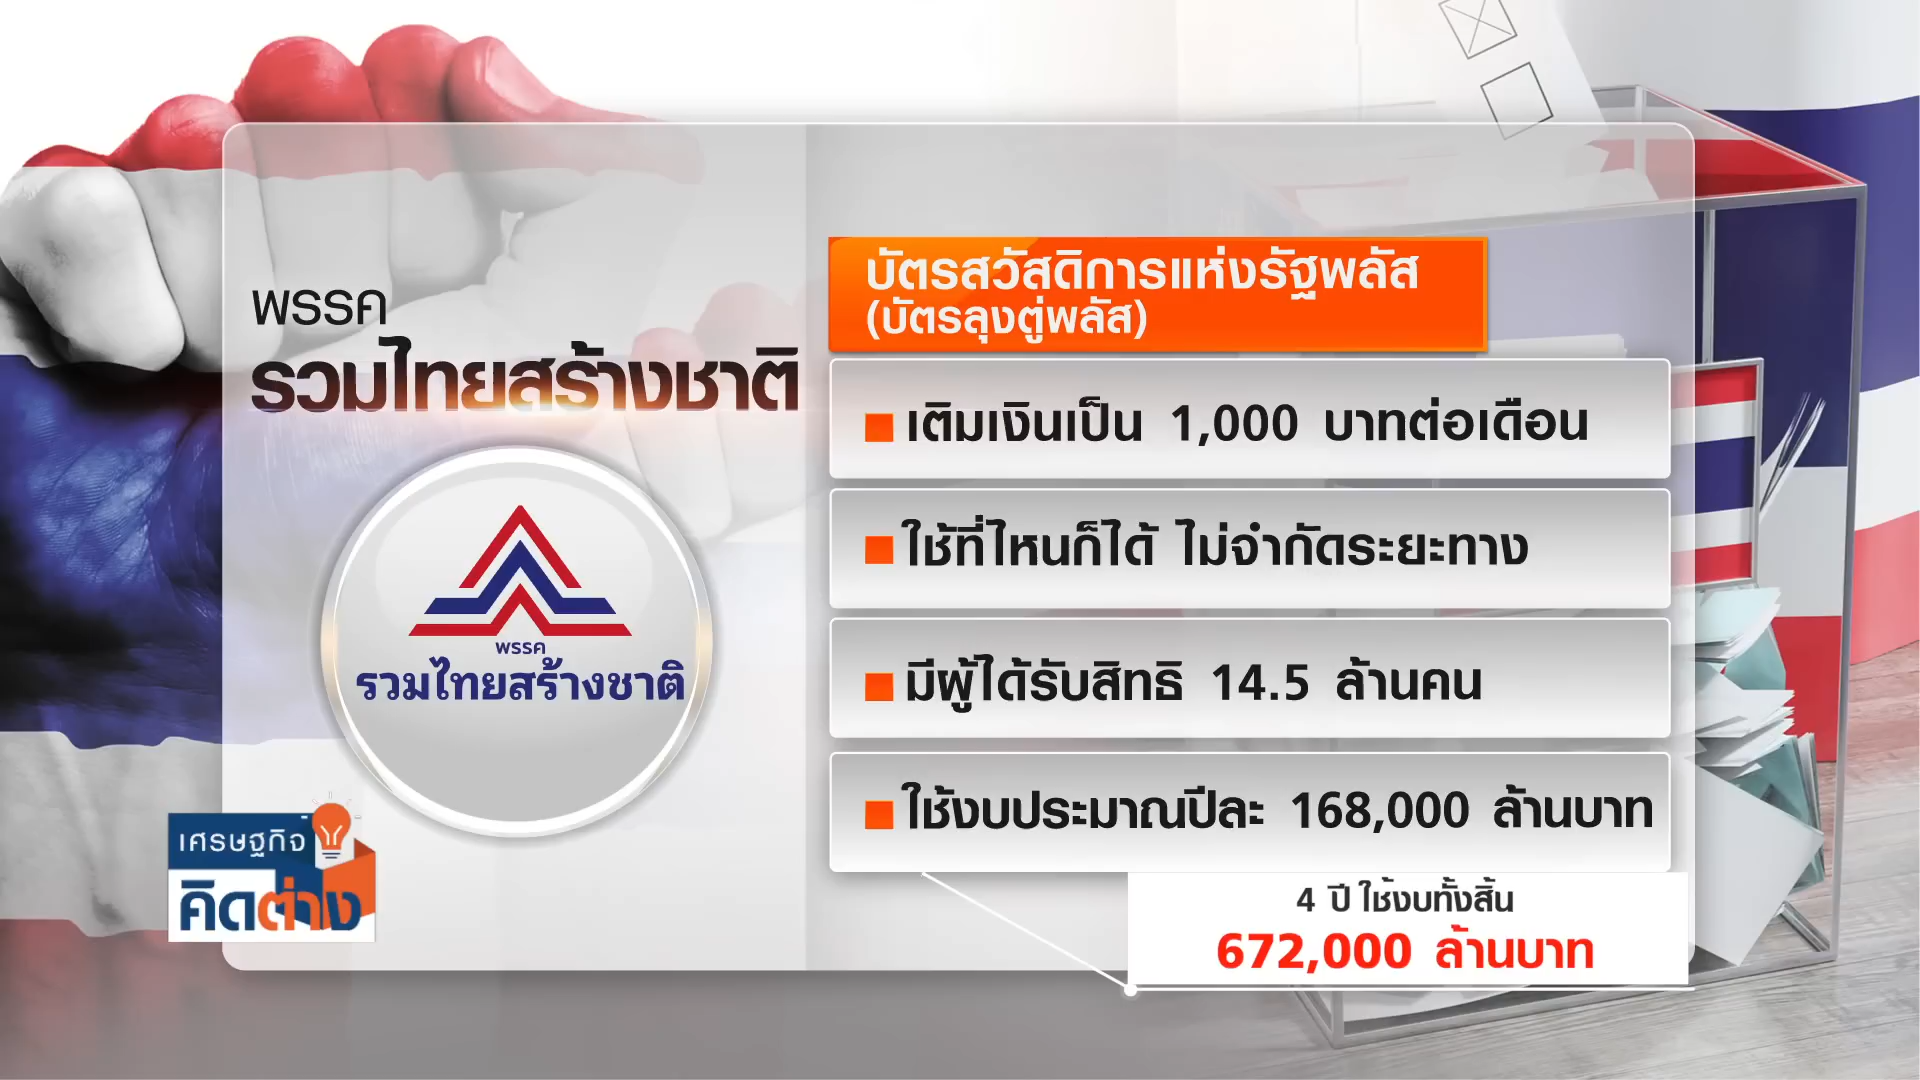 พรรค
รวมไทยสร้างชาติ
พรรค
รวมไทยสร้างชาติ
บัตรสวัสดิการแห่งรัฐพลัส
(บัตรลุงตู่พลัส)
เติมเงินเป็น 1,000 บาทต่อเดือน
ใช้ที่ไหนก็ได้ ไม่จำกัดระยะทาง
มีผู้ได้รับสิทธิ 14.5 ล้านคน
ใช้งบประมาณปีละ 168,000 ล้านบาท
4 ปี ใช้งบทั้งสิ้น
672,000 ล้านบาท
เศรษฐกิจ
คิดต่าง